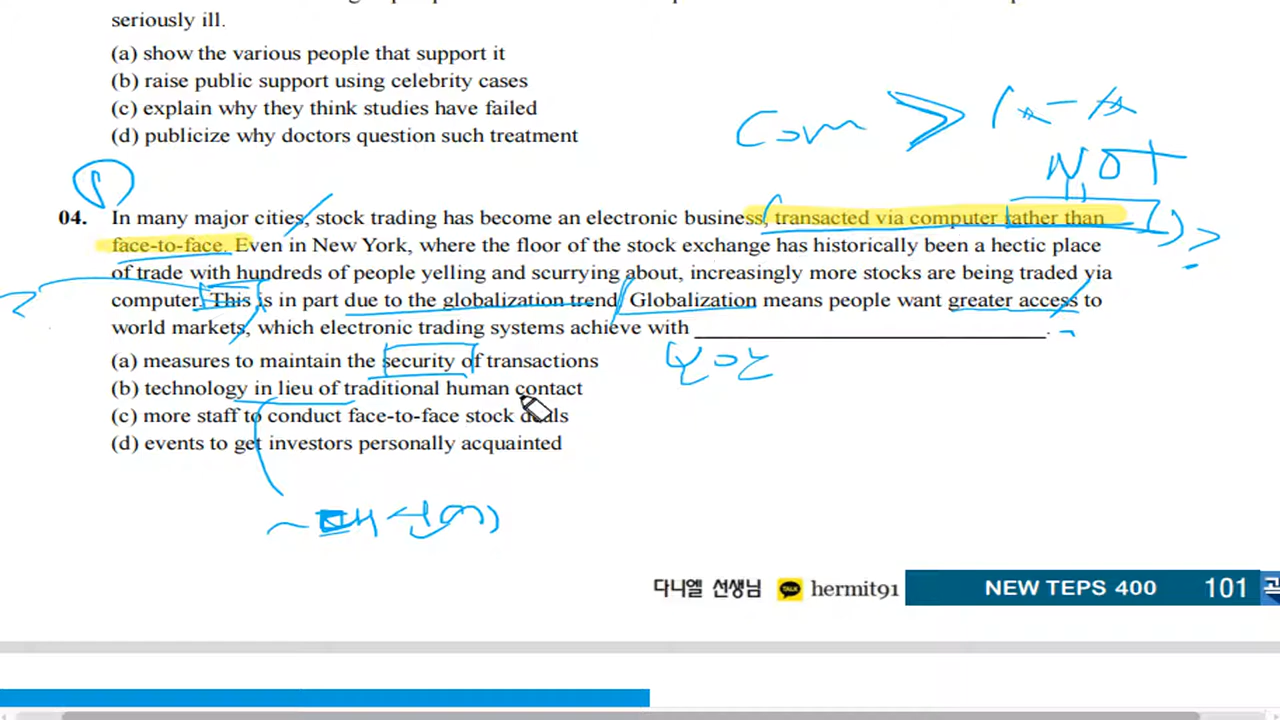 seriously ill.
(a) show the various people that support it
(b) raise public support using celebrity cases
(c) explain why they think studies have failed
(d) publicize why doctors question such treatment
Com >
NOT
04. In many major cities, stock trading has become an electronic business, transacted via computer rather than
face-to-face. Even in New York, where the floor of the stock exchange has historically been a hectic place
of trade with hundreds of people yelling and scurrying about, increasingly more stocks are being traded via
computer. This is in part due to the globalization trend. Globalization means people want greater access to
world markets, which electronic trading systems achieve with ____.
(a) measures to maintain the security of transactions
(b) technology in lieu of traditional human contact
(c) more staff to conduct face-to-face stock deals
(d) events to get investors personally acquainted
~ 대신에
다니엘 선생님 TALK hermit91 NEW TEPS 400 101